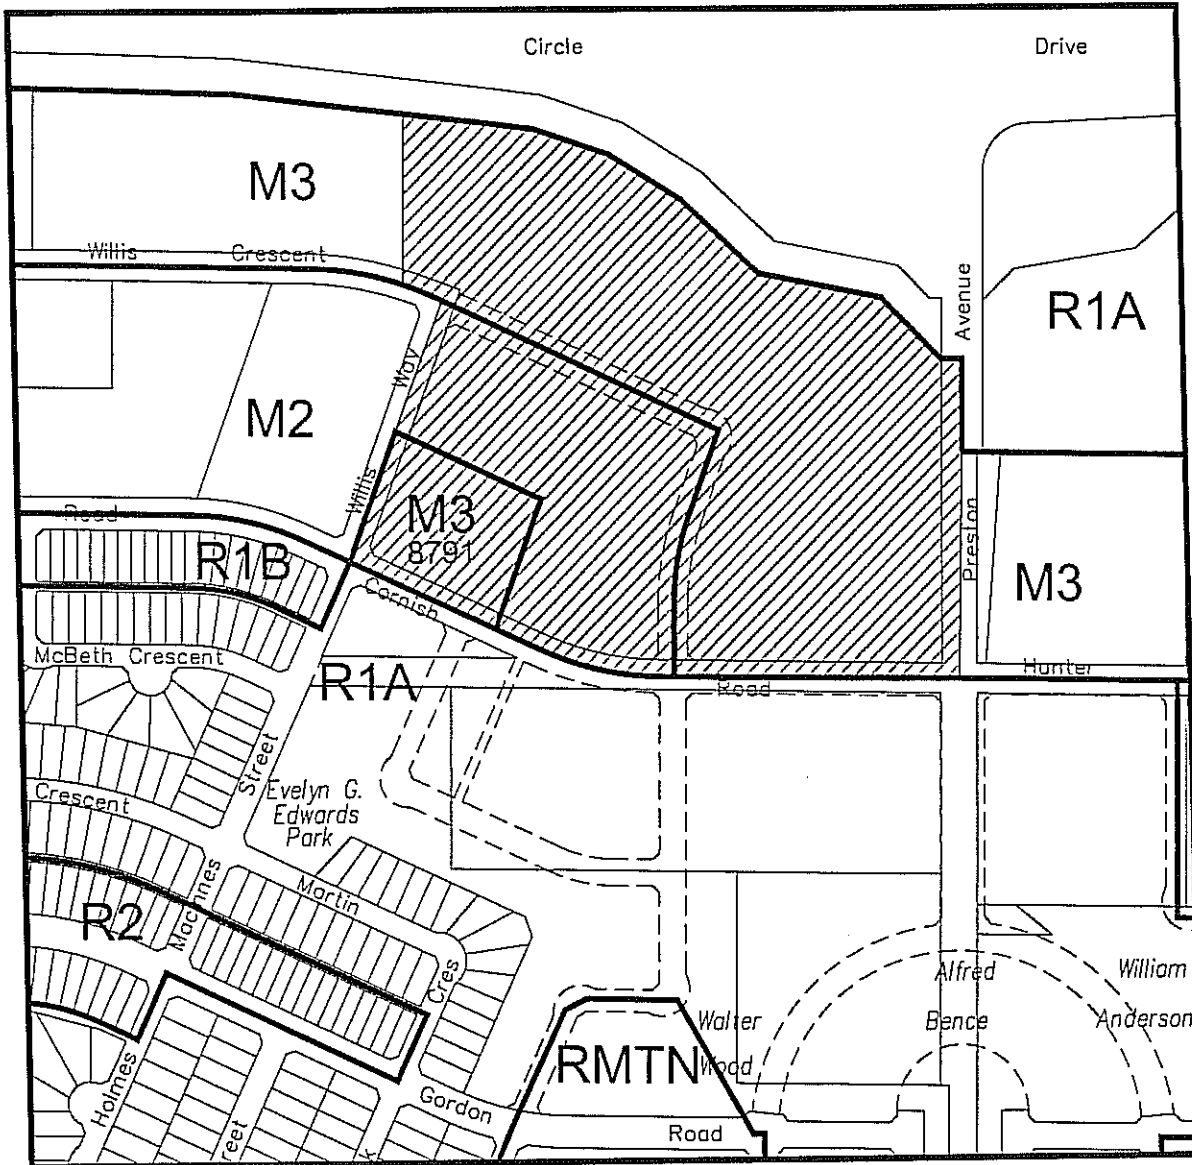 Circle Drive
M3
Willis Crescent
Avenue
R1A
Way
M2
Willis
M3
8791
Preston
M3
Road
R1B
Cornish
McBeth Crescent
R1A
Hunter
Road
Street
Crescent
Evelyn G.
Edwards
Park
MacInnes
Martin
R2
Cres
Alfred
William
Walter
Bence
Anderson
RMTN
Wood
Holmes
Gordon
Road
reet
k